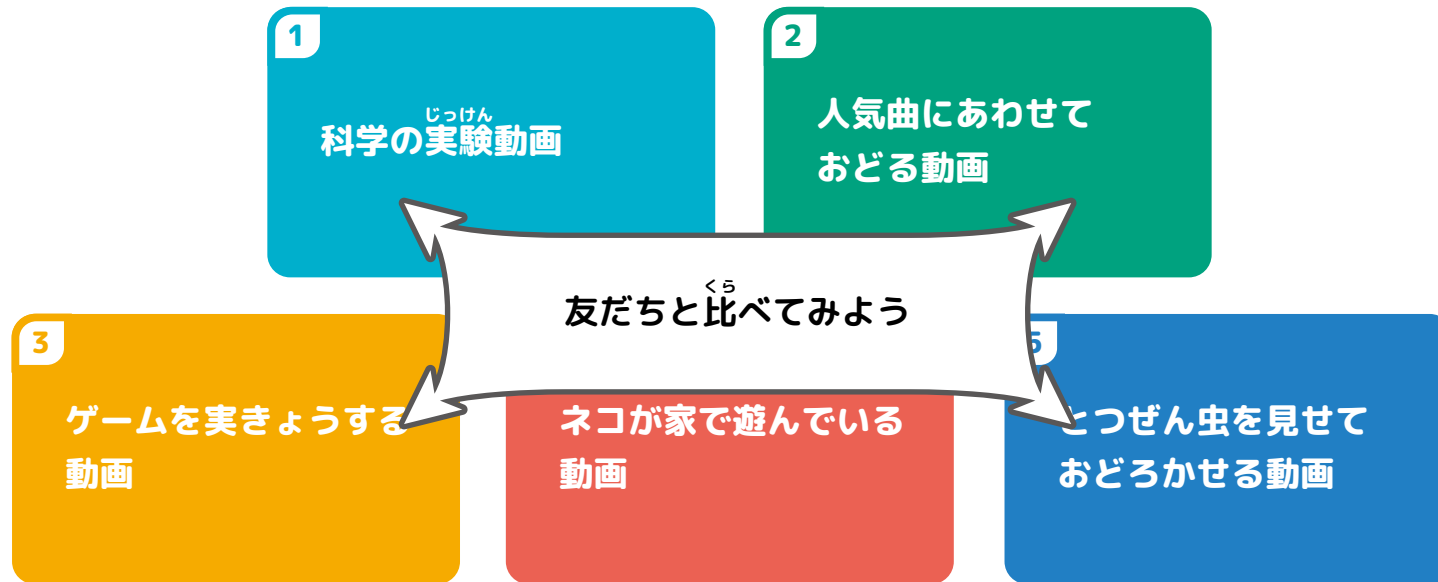 1
科学の実験動画
じっけん
2
人気曲にあわせて
おどる動画
友だちと比べてみよう
くら
3
ゲームを実きょうする
動画
ネコが家で遊んでいる
動画
5
とつぜん虫を見せて
おどろかせる動画